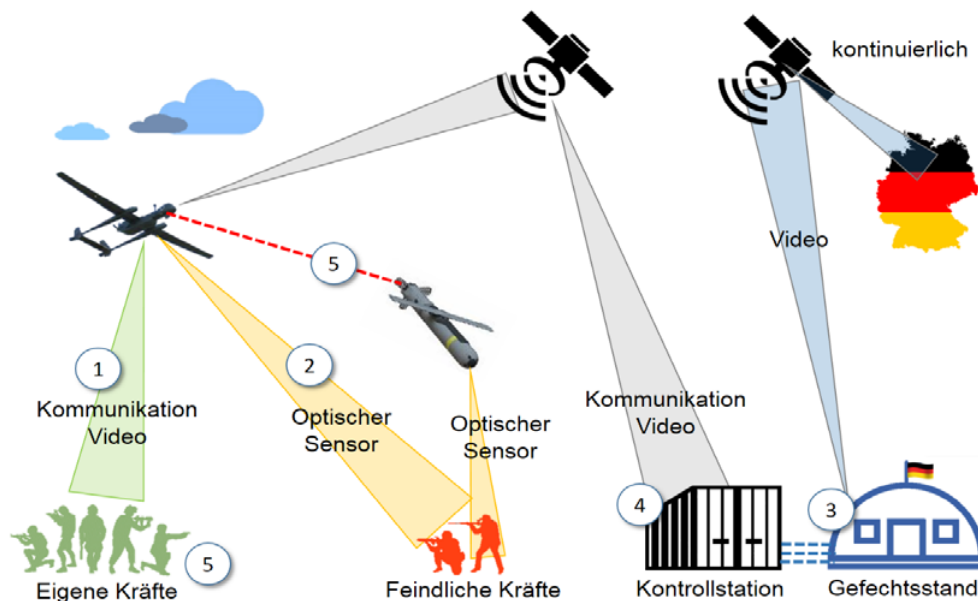 kontinuierlich
Video
5
1
2
Kommunikation
Video
Optischer
Sensor
Optischer
Sensor
Kommunikation
Video
4
3
5
Eigene Kräfte
Feindliche Kräfte
Kontrollstation
Gefechtsstand